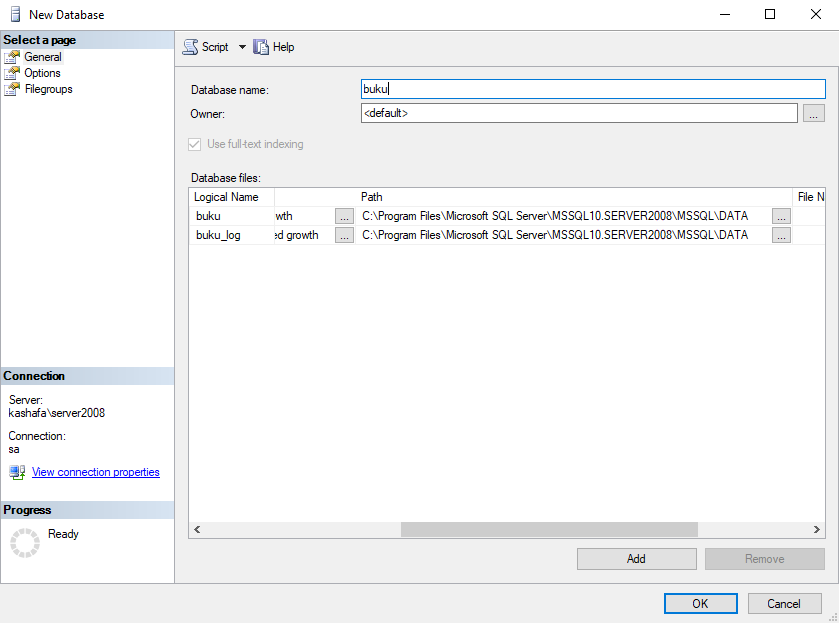 New Database
Select a page
General
Options
Filegroups
Script Help
Database name: buku
Owner: <default> ...
Use full-text indexing
Database files:
Logical Name Path File N
buku wth ... C:\Program Files\Microsoft SQL Server\MSSQL10.SERVER2008\MSSQL\DATA ...
buku_log ed growth ... C:\Program Files\Microsoft SQL Server\MSSQL10.SERVER2008\MSSQL\DATA ...
Connection
Server:
kashafa\server2008
Connection:
sa
View connection properties
Progress
Ready
Add Remove
OK Cancel